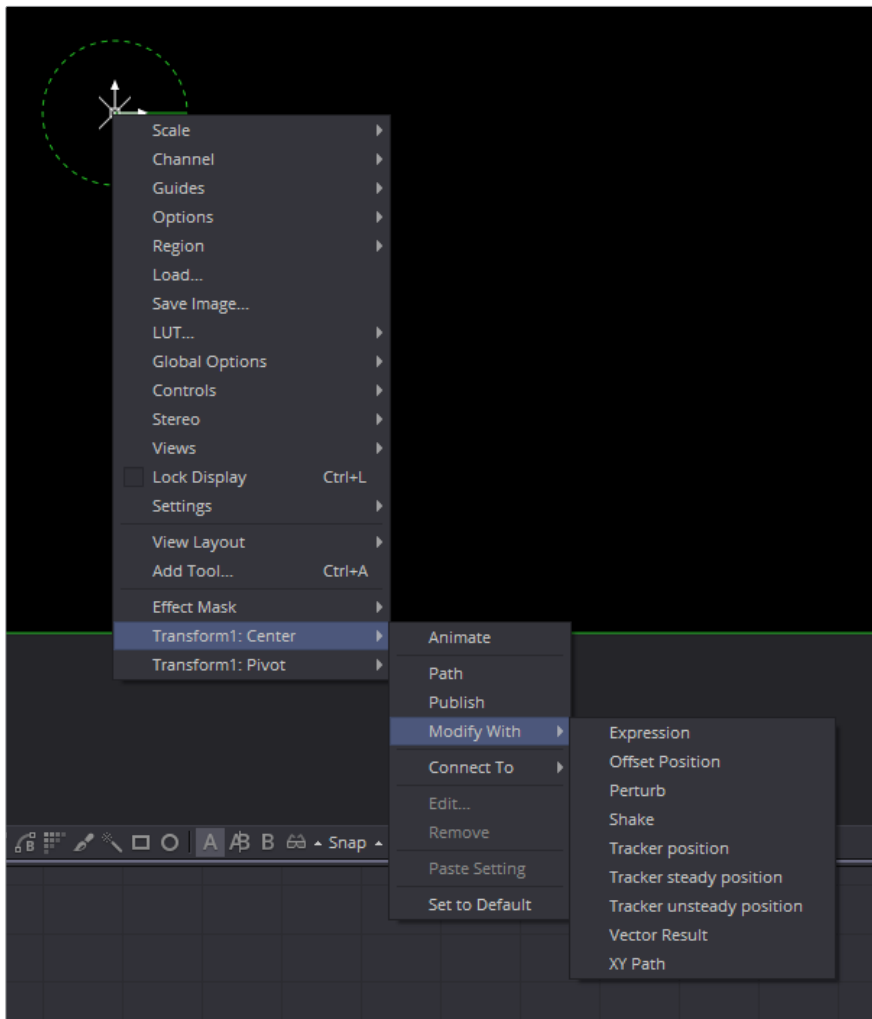 Scale
Channel
Guides
Options
Region
Load...
Save Image...
LUT...
Global Options
Controls
Stereo
Views
Lock Display Ctrl+L
Settings
View Layout
Add Tool... Ctrl+A
Effect Mask
Transform1: Center
Transform1: Pivot
Animate
Path
Publish
Modify With
Connect To
Edit...
Remove
Paste Setting
Set to Default
Expression
Offset Position
Perturb
Shake
Tracker position
Tracker steady position
Tracker unsteady position
Vector Result
XY Path
B A AB B Snap